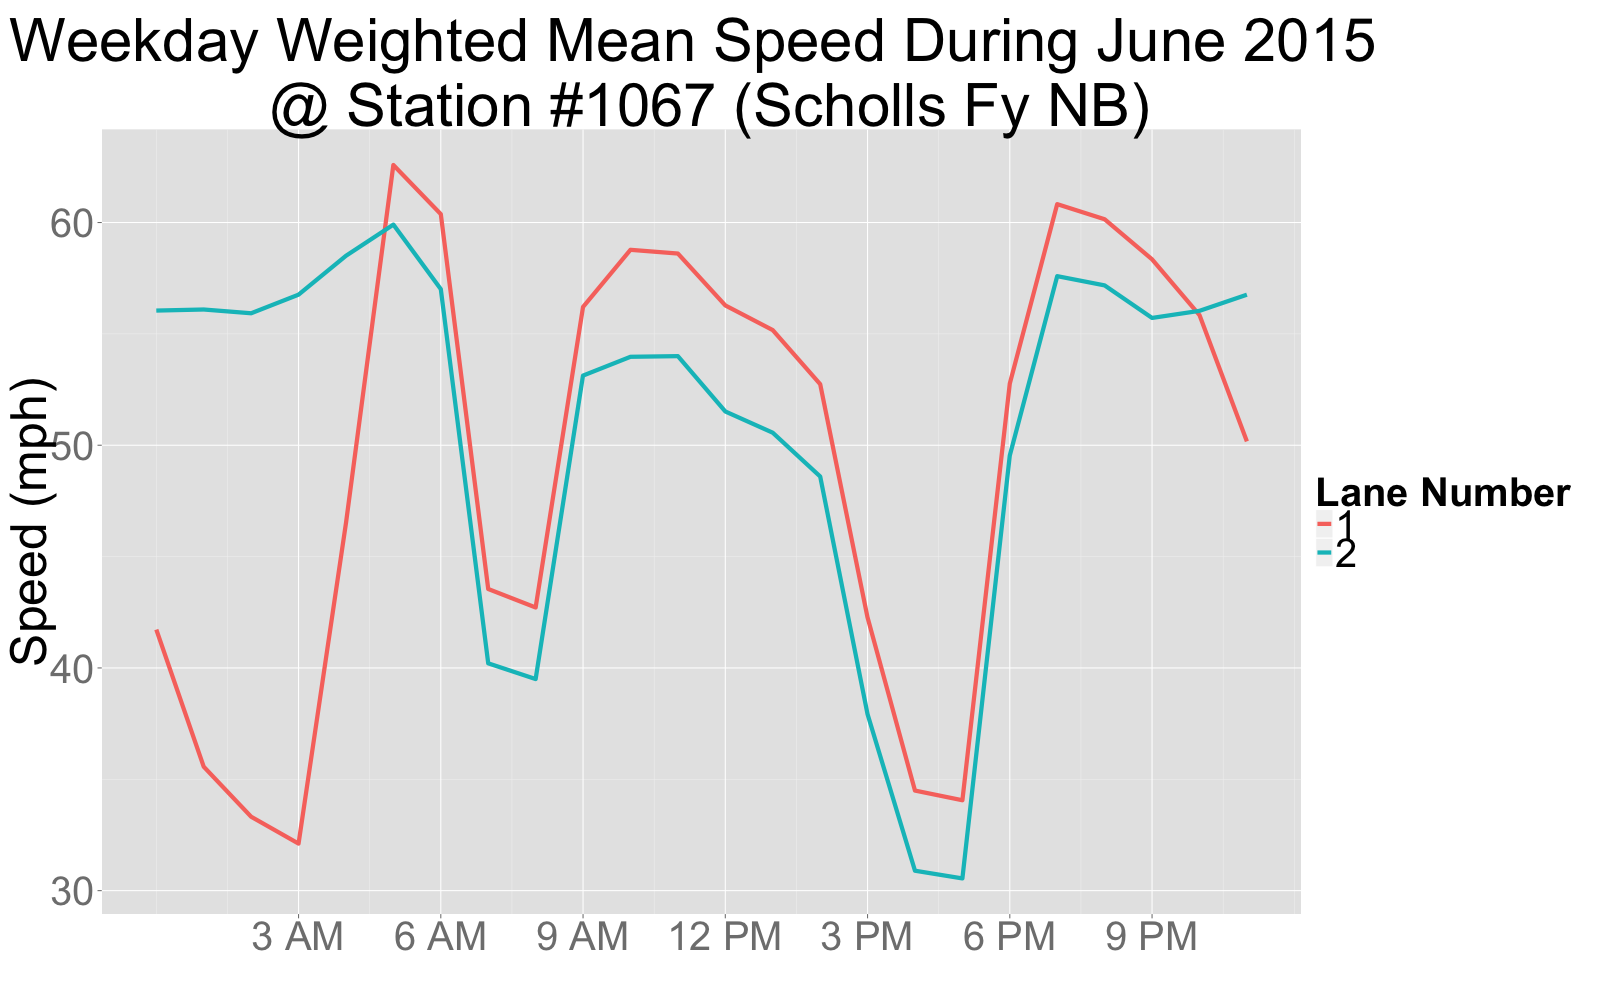 Weekday Weighted Mean Speed During June 2015
@ Station #1067 (Scholls Fy NB)
Speed (mph)
60
50
40
30
3 AM
6 AM
9 AM
12 PM
3 PM
6 PM
9 PM
Lane Number
1
2